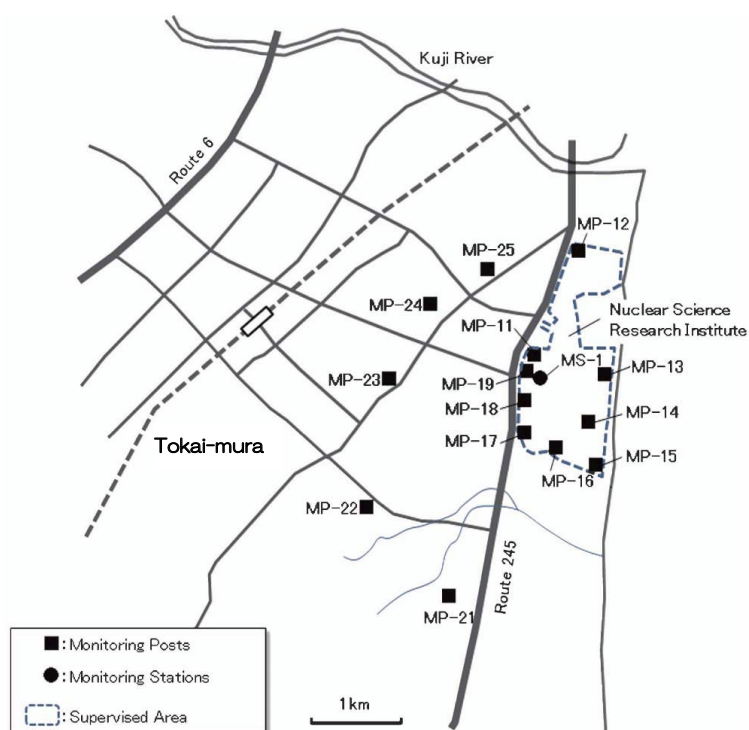 Kuji River
Route 6
MP-12
MP-25
MP-24
MP-11
Nuclear Science
Research Institute
MS-1
MP-13
MP-19
MP-23
MP-18
MP-14
MP-17
MP-15
MP-16
Tokai-mura
MP-22
Route 245
MP-21
: Monitoring Posts
: Monitoring Stations
: Supervised Area
1km